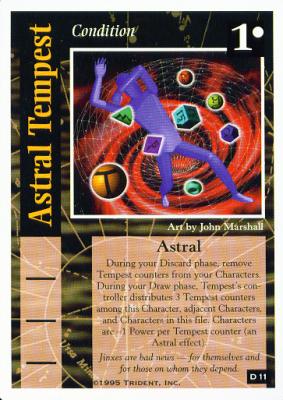 Astral Tempest
Condition
1
Art by John Marshall
Astral
During your Discard phase, remove
Tempest counters from your Characters.
During your Draw phase, Tempest's con-
troller distributes 3 Tempest counters
among this Character, adjacent Characters,
and Characters in this file. Characters
are -1 Power per Tempest counter (an
Astral effect).
Jinxes are bad news — for themselves and
for those on whom they depend.
©1995 TRIDENT, INC.
D 11